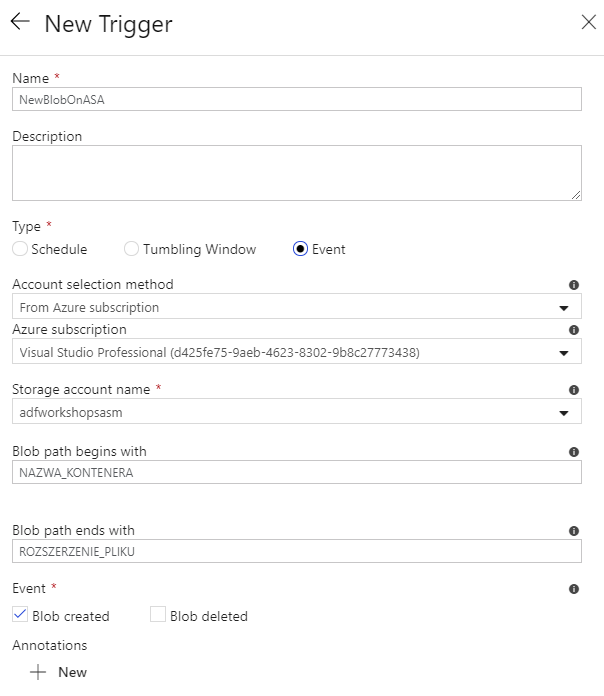 New Trigger
Name *
NewBlobOnASA
Description
Type *
Schedule Tumbling Window Event
Account selection method
From Azure subscription
Azure subscription
Visual Studio Professional (d425fe75-9aeb-4623-8302-9b8c27773438)
Storage account name *
adfworkshopsasm
Blob path begins with
NAZWA_KONTENERA
Blob path ends with
ROZSZERZENIE_PLIKU
Event *
Blob created Blob deleted
Annotations
New